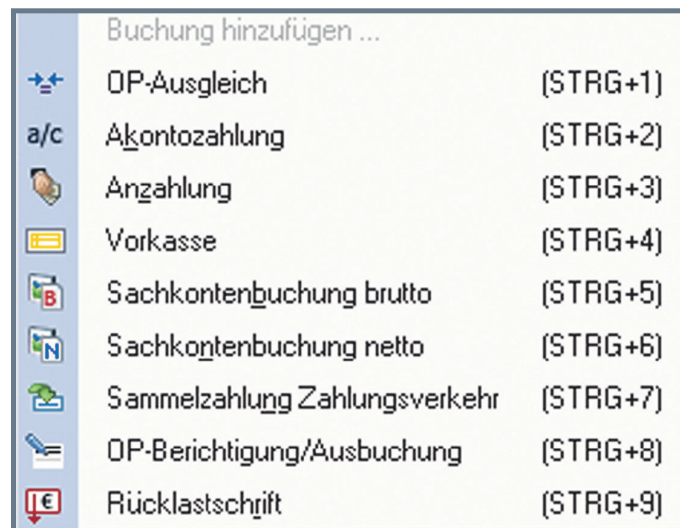 Buchung hinzufügen ...
OP-Ausgleich (STRG+1)
a/c Akontozahlung (STRG+2)
Anzahlung (STRG+3)
Vorkasse (STRG+4)
B Sachkontenbuchung brutto (STRG+5)
N Sachkontenbuchung netto (STRG+6)
Sammelzahlung Zahlungsverkehr (STRG+7)
OP-Berichtigung/Ausbuchung (STRG+8)
€ Rücklastschrift (STRG+9)